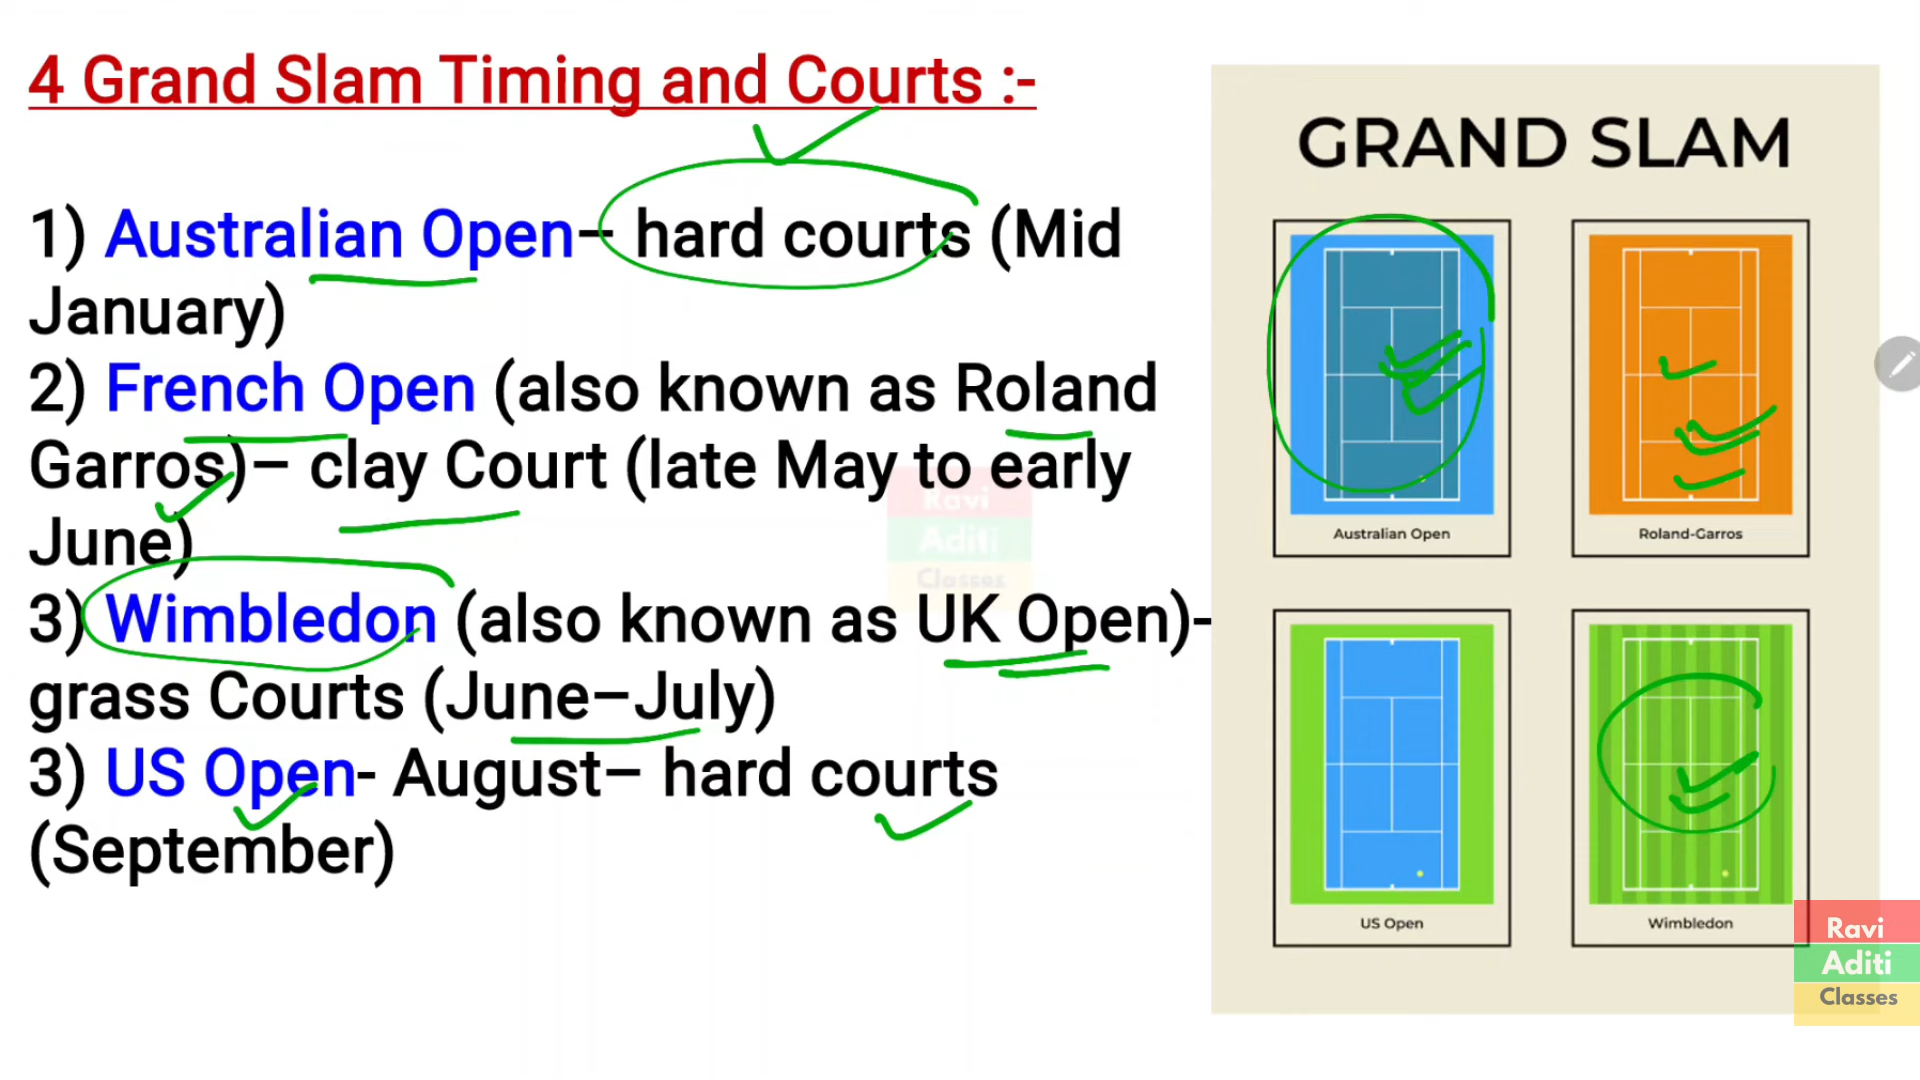 4 Grand Slam Timing and Courts :-
1) Australian Open– hard courts (Mid
January)
2) French Open (also known as Roland
Garros)– clay Court (late May to early
June)
3) Wimbledon (also known as UK Open)-
grass Courts (June–July)
3) US Open- August– hard courts
(September)
GRAND SLAM
Australian Open
Roland-Garros
US Open
Wimbledon
Ravi
Aditi
Classes
Ravi
Aditi
Classes